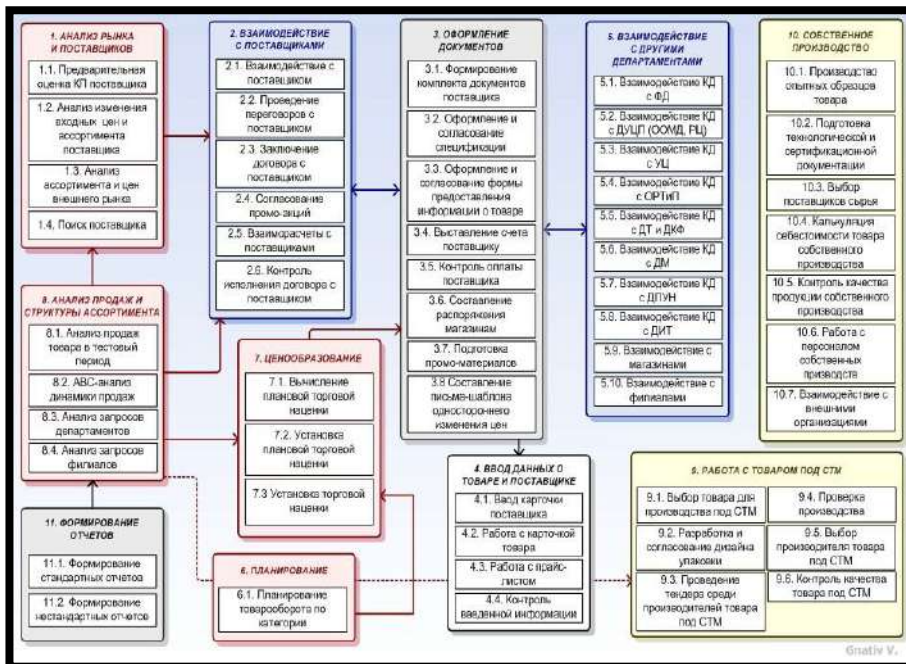 1. АНАЛИЗ РЫНКА
И ПОСТАВЩИКОВ
1.1. Предварительная
оценка КП поставщика
1.2. Анализ изменения
входных цен и
ассортимента
поставщика
1.3. Анализ
ассортимента и цен
внешнего рынка
1.4. Поиск поставщика
2. ВЗАИМОДЕЙСТВИЕ
С ПОСТАВЩИКАМИ
2.1. Взаимодействие с
поставщиком
2.2. Проведение
переговоров с
поставщиком
2.3. Заключение
договора с
поставщиком
2.4. Согласование
промо-акций
2.5. Взаиморасчеты с
поставщиками
2.6. Контроль
исполнения договора с
поставщиком
3. ОФОРМЛЕНИЕ
ДОКУМЕНТОВ
3.1. Формирование
комплекта документов
поставщика
3.2. Оформление и
согласование
спецификации
3.3. Оформление и
согласование формы
предоставления
информации о товаре
3.4. Выставление счета
поставщику
3.5. Контроль оплаты
поставщика
3.6. Составление
распоряжения
магазинам
3.7. Подготовка
промо-материалов
3.8 Составление
письма-шаблона
одностороннего
изменения цен
5. ВЗАИМОДЕЙСТВИЕ
С ДРУГИМИ
ДЕПАРТАМЕНТАМИ
5.1. Взаимодействие КД
с ФД
5.2. Взаимодействие КД
с ДУЦП (ООМД, РЦ)
5.3. Взаимодействие КД
с УЦ
5.4. Взаимодействие КД
с ОРТиП
5.5. Взаимодействие КД
с ДТ и ДКФ
5.6. Взаимодействие КД
с ДМ
5.7. Взаимодействие КД
с ДПУН
5.8. Взаимодействие КД
с ДИТ
5.9. Взаимодействие с
магазинами
5.10. Взаимодействие с
филиалами
10. СОБСТВЕННОЕ
ПРОИЗВОДСТВО
10.1. Производство
опытных образцов
товара
10.2. Подготовка
технологической и
сертификационной
документации
10.3. Выбор
поставщиков сырья
10.4. Калькуляция
себестоимости товара
собственного
производства
10.5. Контроль качества
продукции собственного
производства
10.6. Работа с
персоналом
собственных
призводств
10.7. Взаимодействие с
внешними
организациями
8. АНАЛИЗ ПРОДАЖ И
СТРУКТУРЫ АССОРТИМЕНТА
8.1. Анализ продаж
товара в тестовый
период
8.2. АВС-анализ
динамики продаж
8.3. Анализ запросов
департаментов
8.4. Анализ запросов
филиалов
7. ЦЕНООБРАЗОВАНИЕ
7.1. Вычисление
плановой торговой
наценки
7.2. Установка
плановой торговой
наценки
7.3 Установка торговой
наценки
11. ФОРМИРОВАНИЕ
ОТЧЕТОВ
11.1. Формирование
стандартных отчетов
11.2. Формирование
нестандартных отчетов
6. ПЛАНИРОВАНИЕ
6.1. Планирование
товарооборота по
категории
4. ВВОД ДАННЫХ О
ТОВАРЕ И ПОСТАВЩИКЕ
4.1. Ввод карточки
поставщика
4.2. Работа с карточкой
товара
4.3. Работа с прайс-
листом
4.4. Контроль
введенной информации
9. РАБОТА С ТОВАРОМ ПОД СТМ
9.1. Выбор товара для
производства под СТМ
9.2. Разработка и
согласование дизайна
упаковки
9.3. Проведение
тендера среди
производителей товара
под СТМ
9.4. Проверка
производства
9.5. Выбор
производителя товара
под СТМ
9.6. Контроль качества
товара под СТМ
Gnativ V.